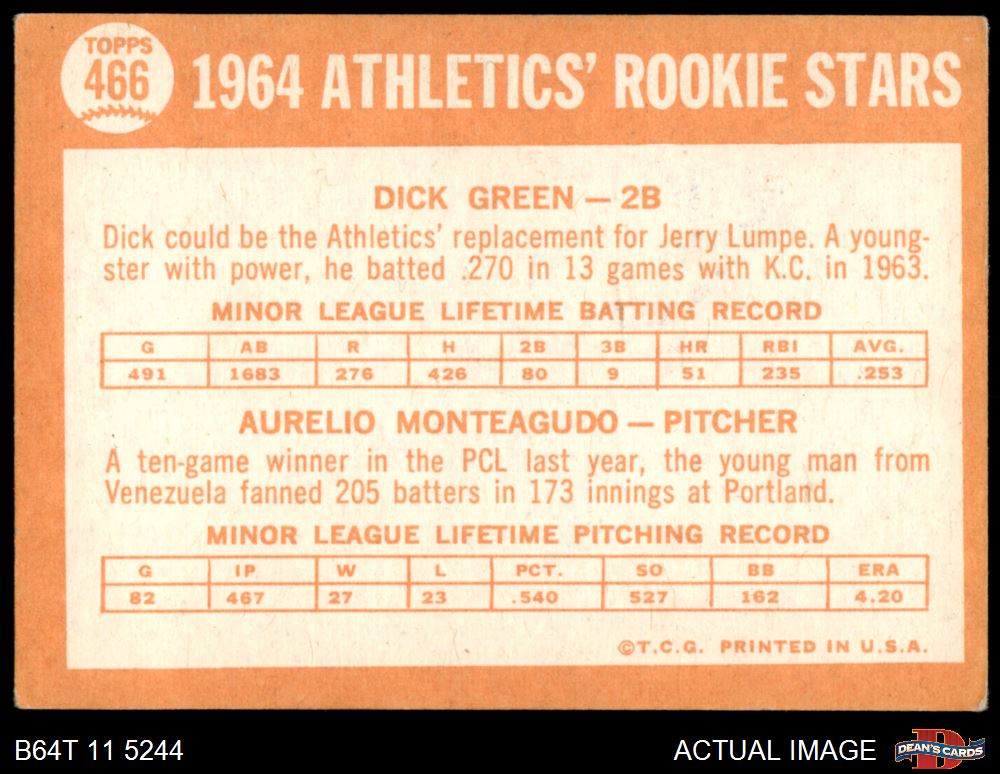 TOPPS
466
1964 ATHLETICS' ROOKIE STARS
DICK GREEN — 2B
Dick could be the Athletics' replacement for Jerry Lumpe. A young-
ster with power, he batted .270 in 13 games with K.C. in 1963.
MINOR LEAGUE LIFETIME BATTING RECORD
G AB R H 2B 3B HR RBI AVG.
491 1683 276 426 80 9 51 235 .253
AURELIO MONTEAGUDO — PITCHER
A ten-game winner in the PCL last year, the young man from
Venezuela fanned 205 batters in 173 innings at Portland.
MINOR LEAGUE LIFETIME PITCHING RECORD
G IP W L PCT. SO BB ERA
82 467 27 23 .540 527 162 4.20
©T.C.G. PRINTED IN U.S.A.
B64T 11 5244
ACTUAL IMAGE
D
DEAN'S CARDS